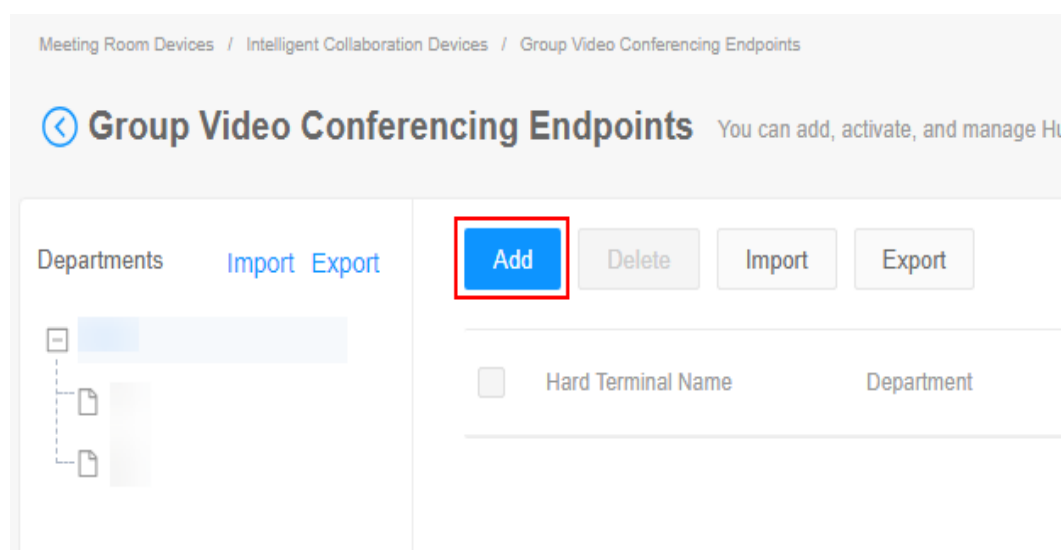 Meeting Room Devices / Intelligent Collaboration Devices / Group Video Conferencing Endpoints
Group Video Conferencing Endpoints You can add, activate, and manage Hu
Departments Import Export
Add Delete Import Export
Hard Terminal Name Department